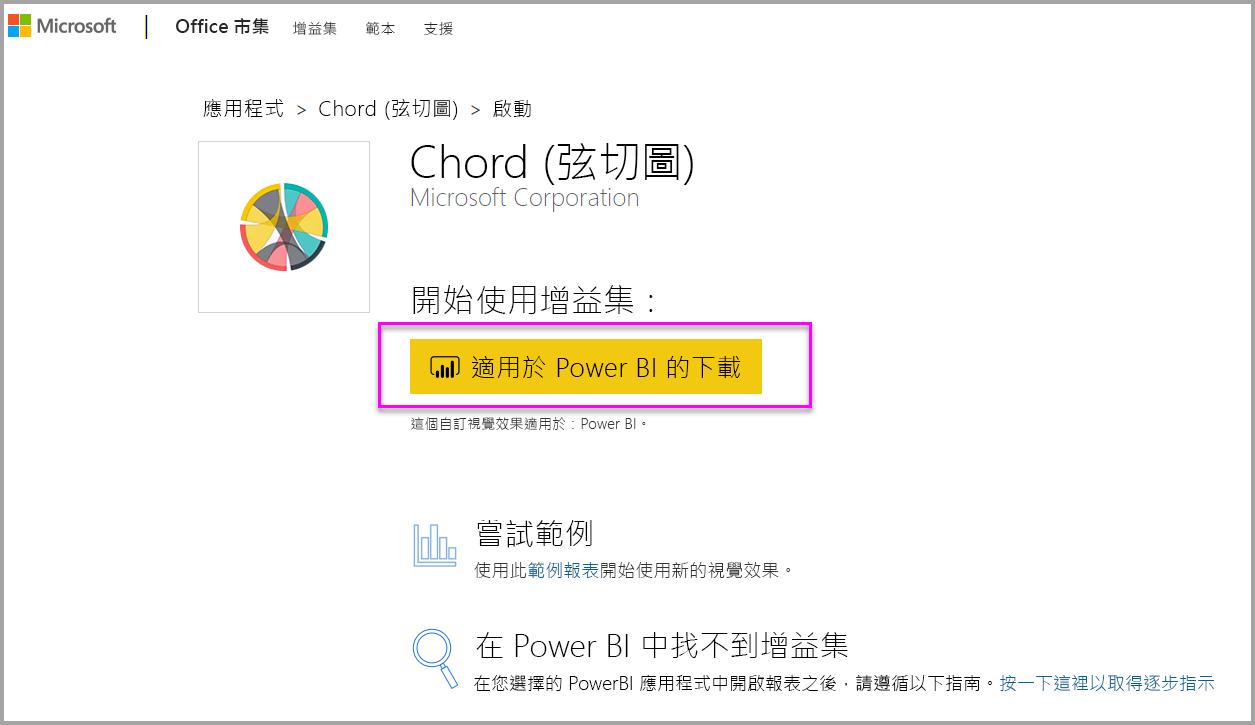 Microsoft | Office 市集 增益集 範本 支援
應用程式 > Chord (弦切圖) > 啟動
Chord (弦切圖)
Microsoft Corporation
開始使用增益集：
適用於 Power BI 的下載
這個自訂視覺效果適用於：Power BI。
嘗試範例
使用此範例報表開始使用新的視覺效果。
在 Power BI 中找不到增益集
在您選擇的 PowerBI 應用程式中開啟報表之後，請遵循以下指南。按一下這裡以取得逐步指示